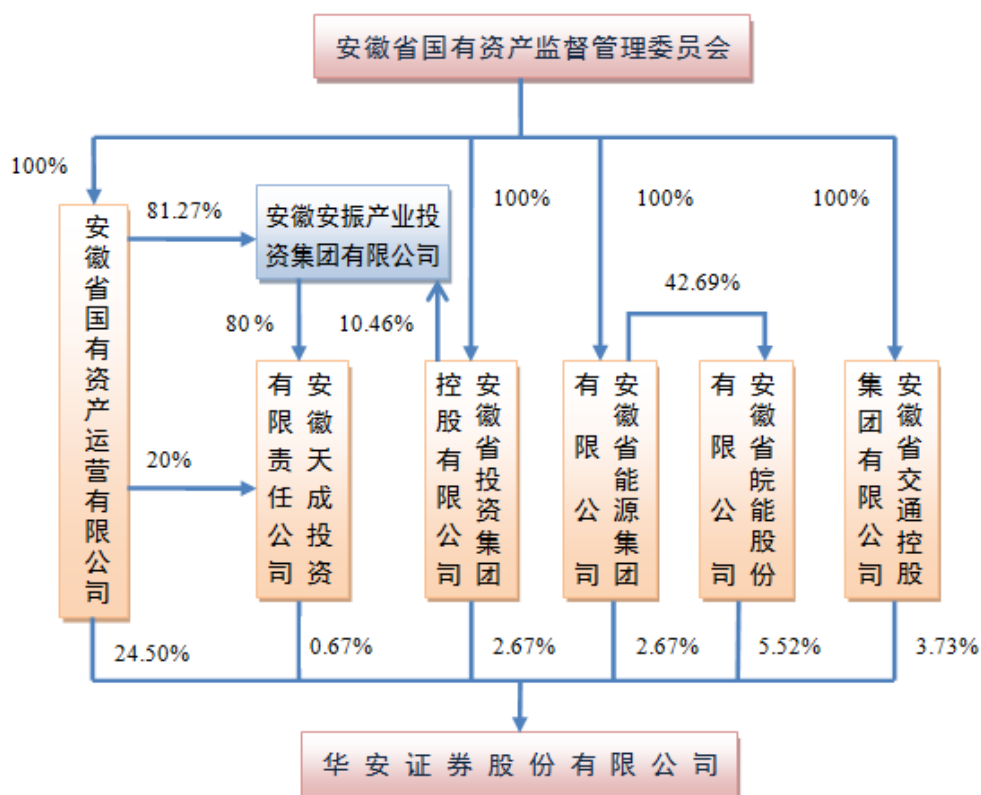 安徽省国有资产监督管理委员会
100%
100%
100%
100%
81.27%
安徽安振产业投
资集团有限公司
42.69%
80%
10.46%
20%
安徽省国有资产运营有限公司
安徽天成投资
有限责任公司
安徽省投资集团
控股有限公司
安徽省能源集团
有限公司
安徽省皖能股份
有限公司
安徽省交通控股
集团有限公司
24.50%
0.67%
2.67%
2.67%
5.52%
3.73%
华安证券股份有限公司